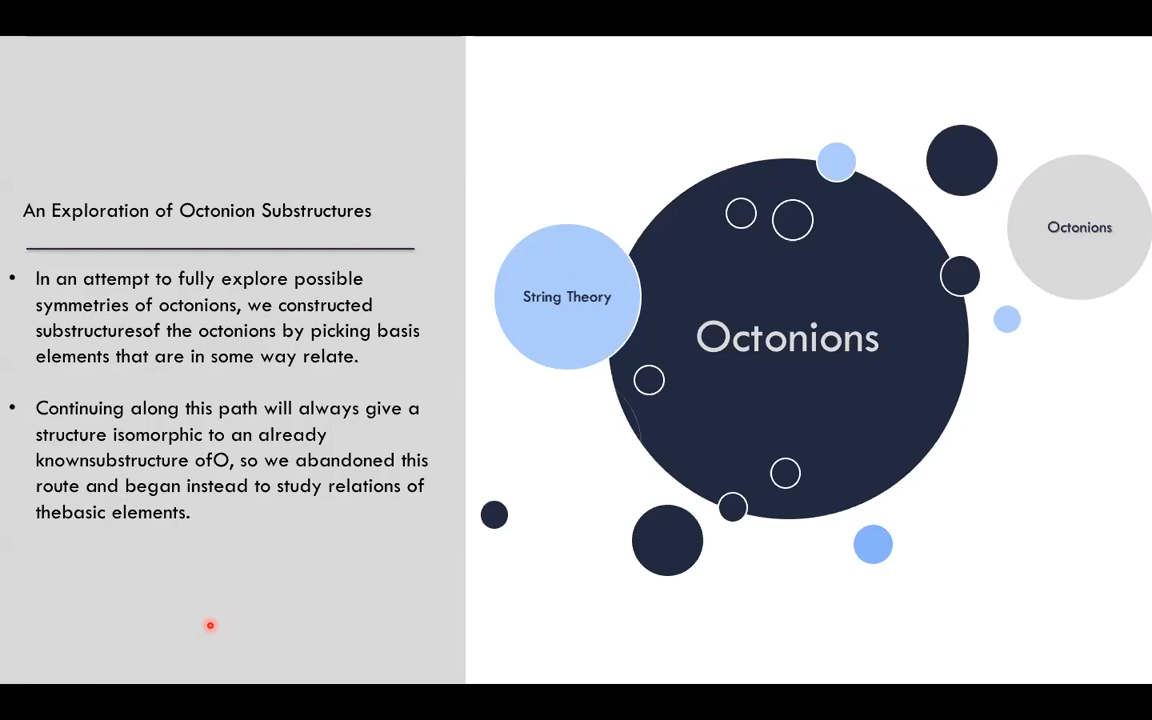 An Exploration of Octonion Substructures
• In an attempt to fully explore possible
symmetries of octonions, we constructed
substructuresof the octonions by picking basis
elements that are in some way relate.
• Continuing along this path will always give a
structure isomorphic to an already
knownsubstructure ofO, so we abandoned this
route and began instead to study relations of
thebasic elements.
String Theory
Octonions
Octonions